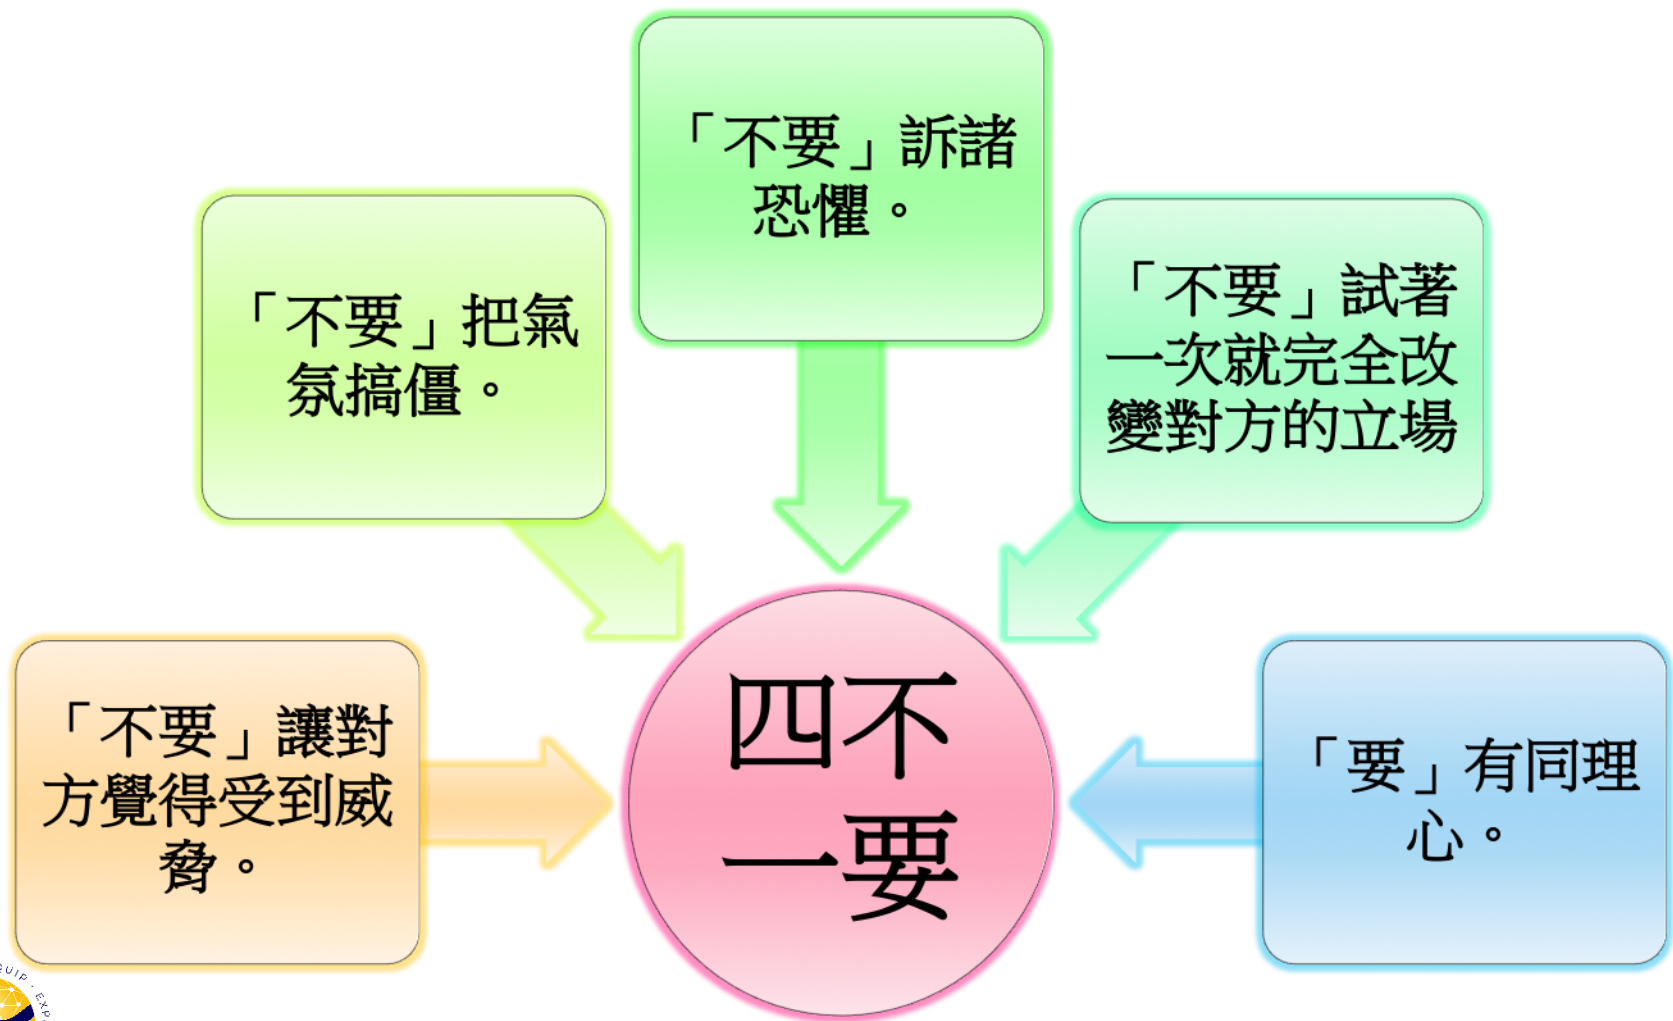 「不要」訴諸
恐懼。
「不要」把氣
氛搞僵。
「不要」試著
一次就完全改
變對方的立場
「不要」讓對
方覺得受到威
脅。
四不
一要
「要」有同理
心。